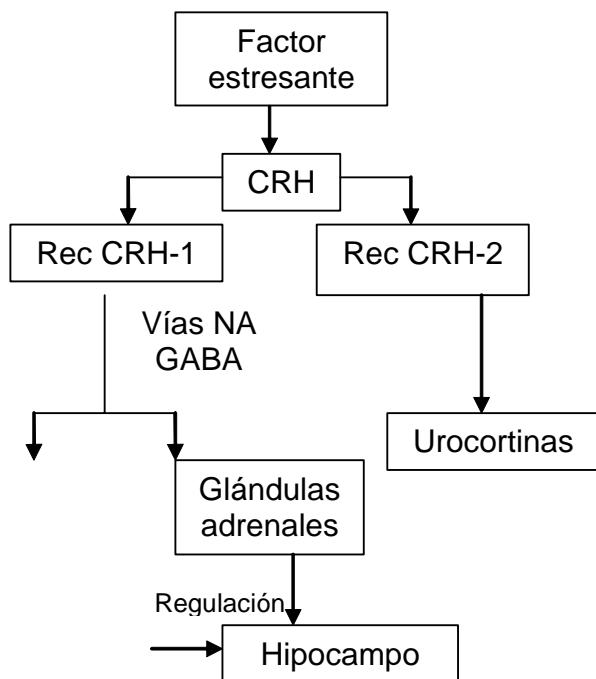 Factor
estresante
CRH
Rec CRH-1
Rec CRH-2
Vías NA
GABA
Urocortinas
Glándulas
adrenales
Regulación
Hipocampo